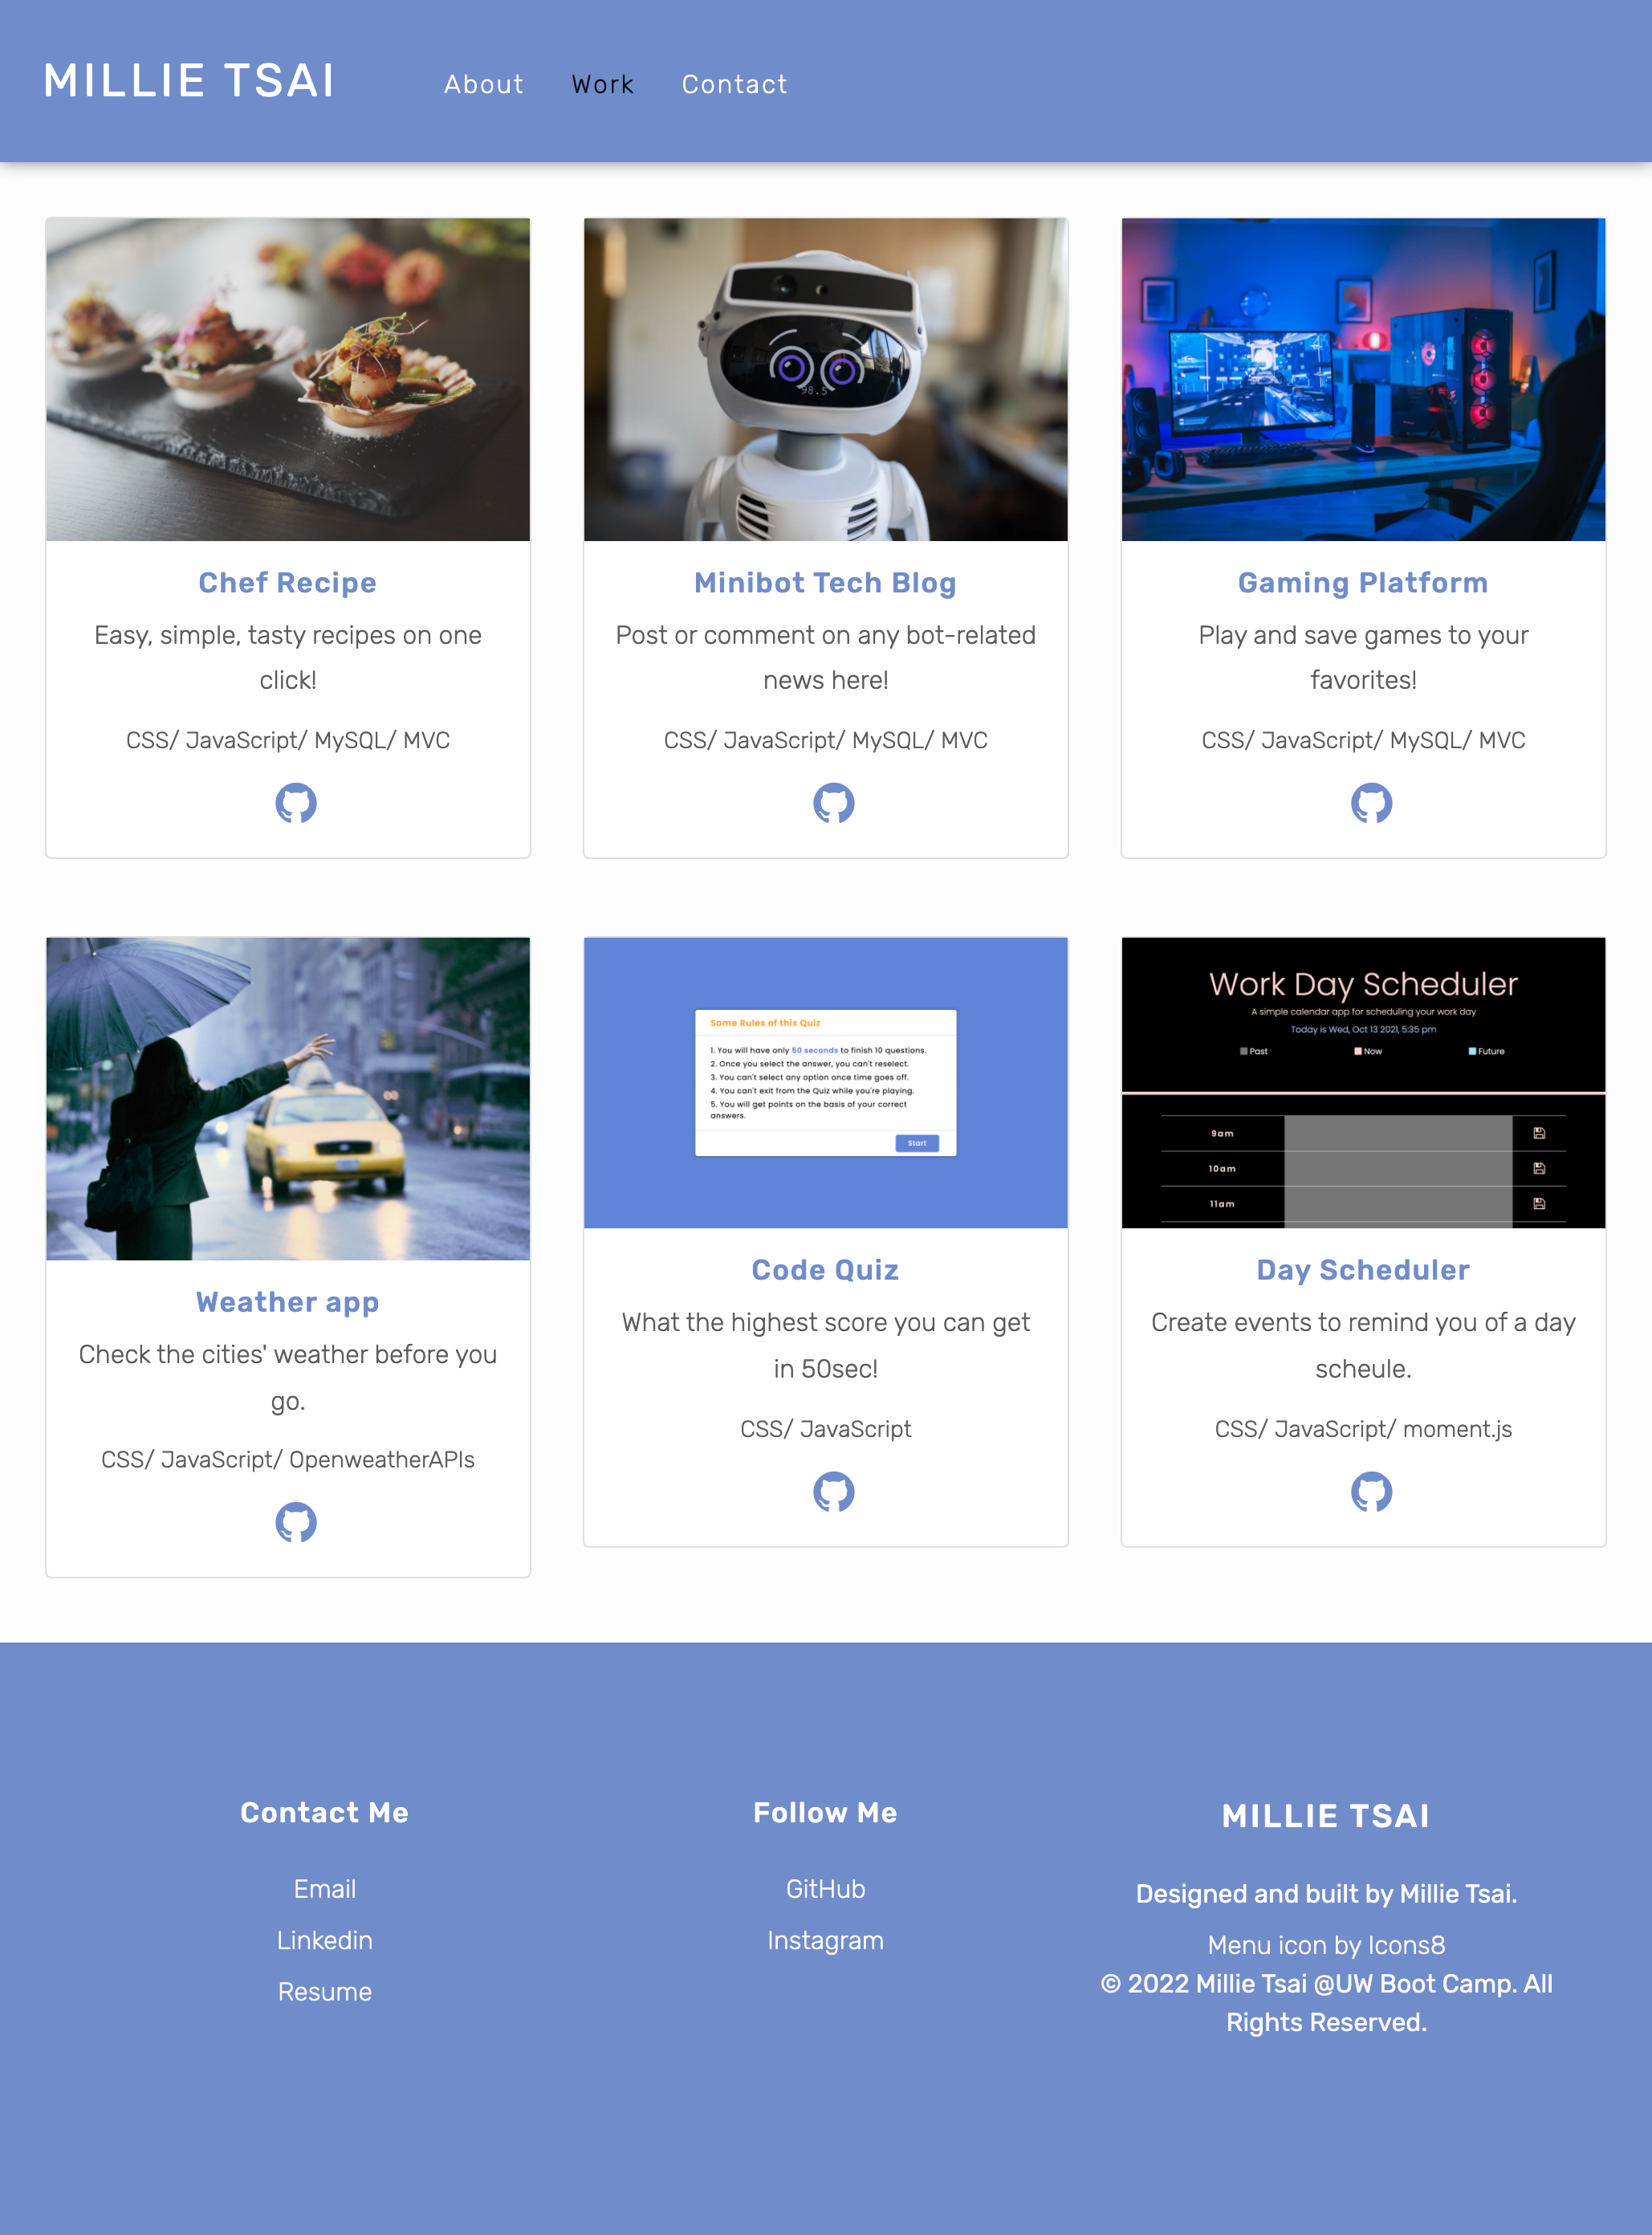 MILLIE TSAI
About Work Contact
98.5
Chef Recipe
Easy, simple, tasty recipes on one
click!
CSS/ JavaScript/ MySQL/ MVC
Minibot Tech Blog
Post or comment on any bot-related
news here!
CSS/ JavaScript/ MySQL/ MVC
Gaming Platform
Play and save games to your
favorites!
CSS/ JavaScript/ MySQL/ MVC
Weather app
Check the cities' weather before you
go.
CSS/ JavaScript/ OpenweatherAPIs
Some Rules of this Quiz
1. You will have only 50 seconds to finish 10 questions.
2. Once you select the answer, you can't reselect.
3. You can't select any option once time goes off.
4. You can't exit from the Quiz while you're playing.
5. You will get points on the basis of your correct
answers.
Start
Code Quiz
What the highest score you can get
in 50sec!
CSS/ JavaScript
Work Day Scheduler
A simple calendar app for scheduling your work day
Today is Wed, Oct 13 2021, 5:35 pm
Past Now Future
9am
10am
11am
Day Scheduler
Create events to remind you of a day
scheule.
CSS/ JavaScript/ moment.js
Contact Me
Email
Linkedin
Resume
Follow Me
GitHub
Instagram
MILLIE TSAI
Designed and built by Millie Tsai.
Menu icon by Icons8
© 2022 Millie Tsai @UW Boot Camp. All
Rights Reserved.